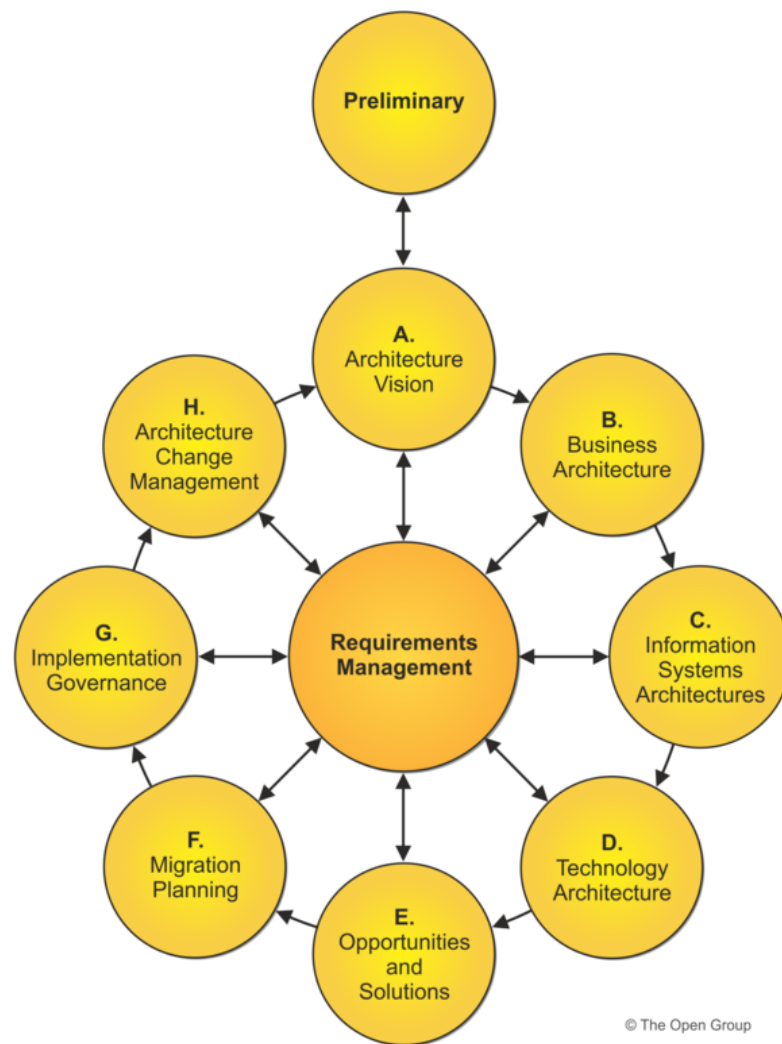 Preliminary
A.
Architecture
Vision
B.
Business
Architecture
C.
Information
Systems
Architectures
D.
Technology
Architecture
E.
Opportunities
and
Solutions
F.
Migration
Planning
G.
Implementation
Governance
H.
Architecture
Change
Management
Requirements
Management
© The Open Group